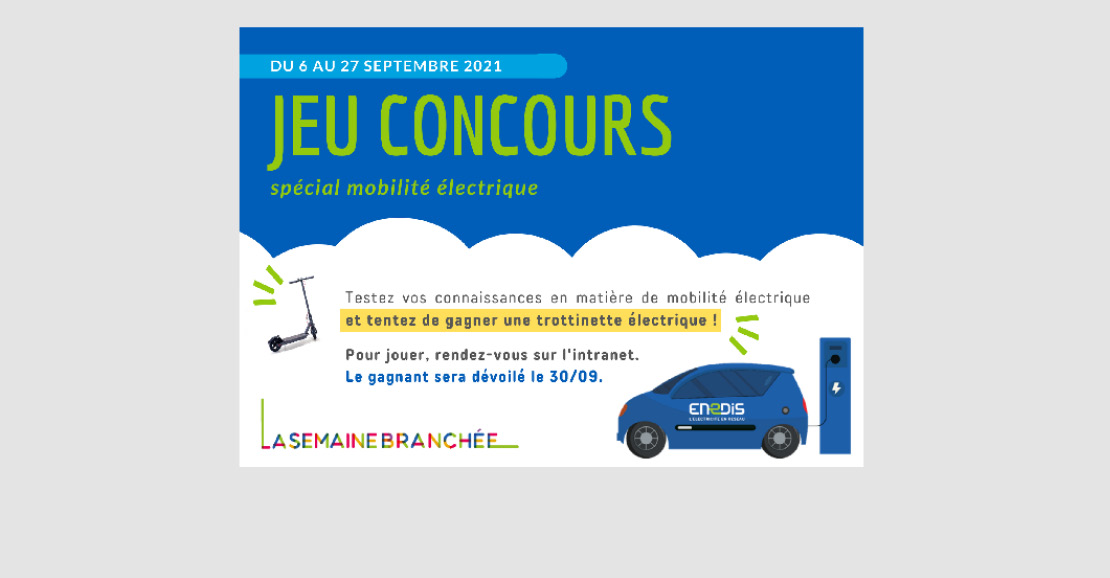 DU 6 AU 27 SEPTEMBRE 2021
JEU CONCOURS
spécial mobilité électrique
Testez vos connaissances en matière de mobilité électrique
et tentez de gagner une trottinette électrique !
Pour jouer, rendez-vous sur l'intranet.
Le gagnant sera dévoilé le 30/09.
ENEDIS
L'ELECTRICITE EN RESEAU
LA SEMAINE BRANCHÉE